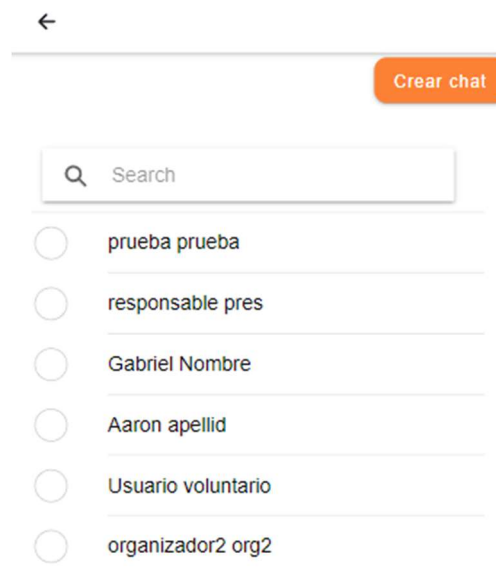 Crear chat
Search
prueba prueba
responsable pres
Gabriel Nombre
Aaron apellid
Usuario voluntario
organizador2 org2